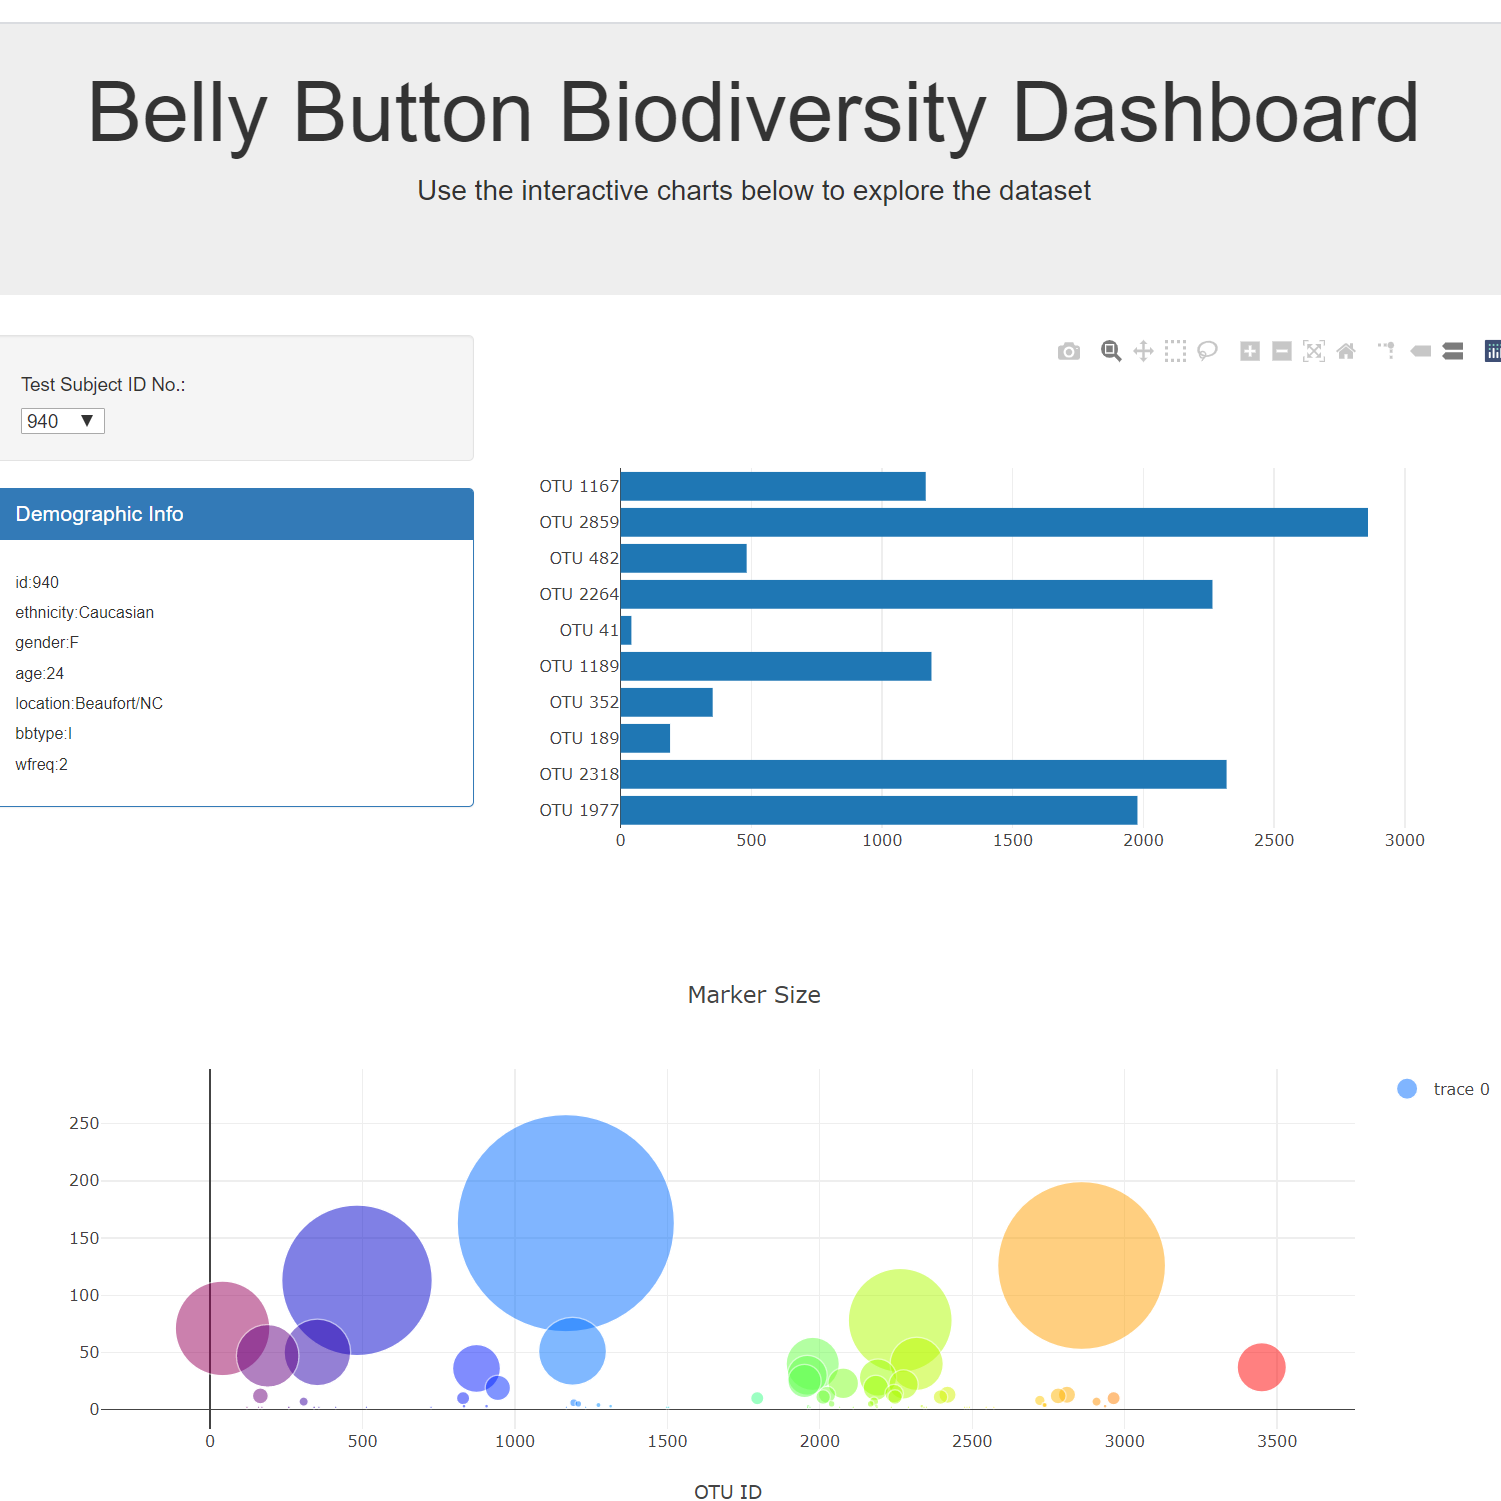 Belly Button Biodiversity Dashboard
Use the interactive charts below to explore the dataset
Test Subject ID No.:
940
Demographic Info
id:940
ethnicity:Caucasian
gender:F
age:24
location:Beaufort/NC
bbtype:I
wfreq:2
OTU 1167
OTU 2859
OTU 482
OTU 2264
OTU 41
OTU 1189
OTU 352
OTU 189
OTU 2318
OTU 1977
0 500 1000 1500 2000 2500 3000
Marker Size
trace 0
250
200
150
100
50
0
0 500 1000 1500 2000 2500 3000 3500
OTU ID